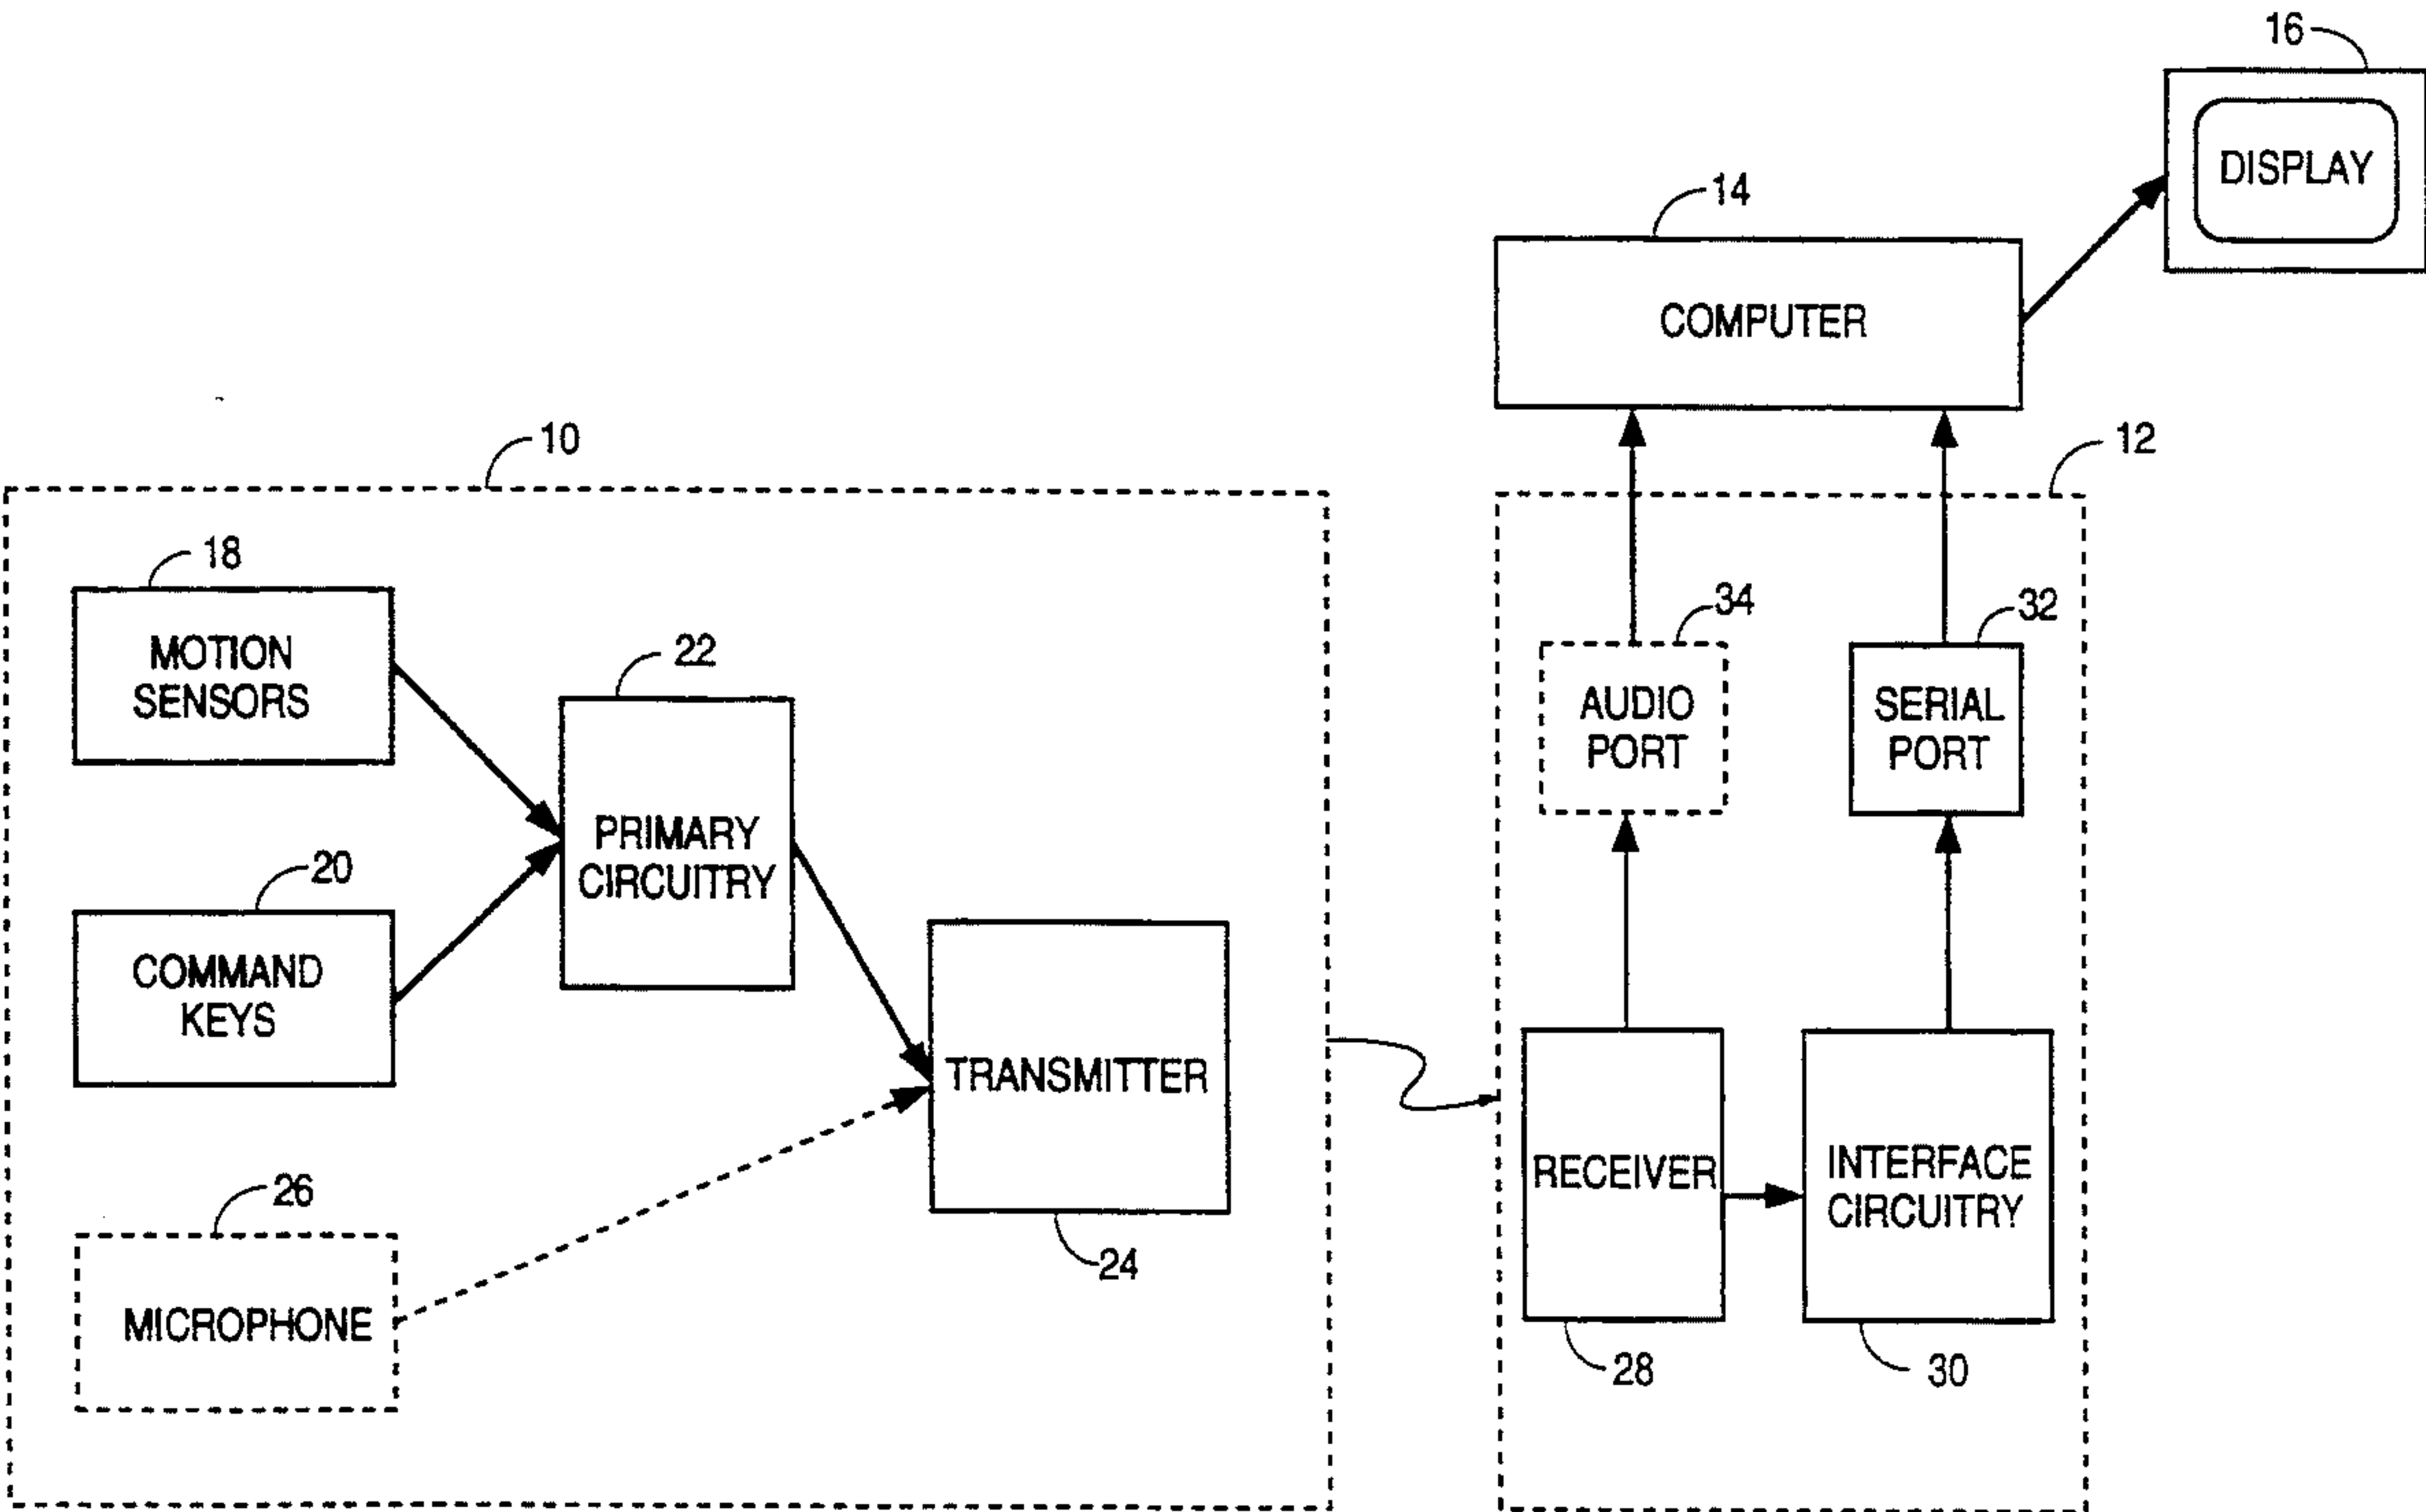 16
DISPLAY
14
COMPUTER
10
12
18
MOTION
SENSORS
22
PRIMARY
CIRCUITRY
20
COMMAND
KEYS
TRANSMITTER
24
26
MICROPHONE
34
AUDIO
PORT
32
SERIAL
PORT
RECEIVER
28
INTERFACE
CIRCUITRY
30